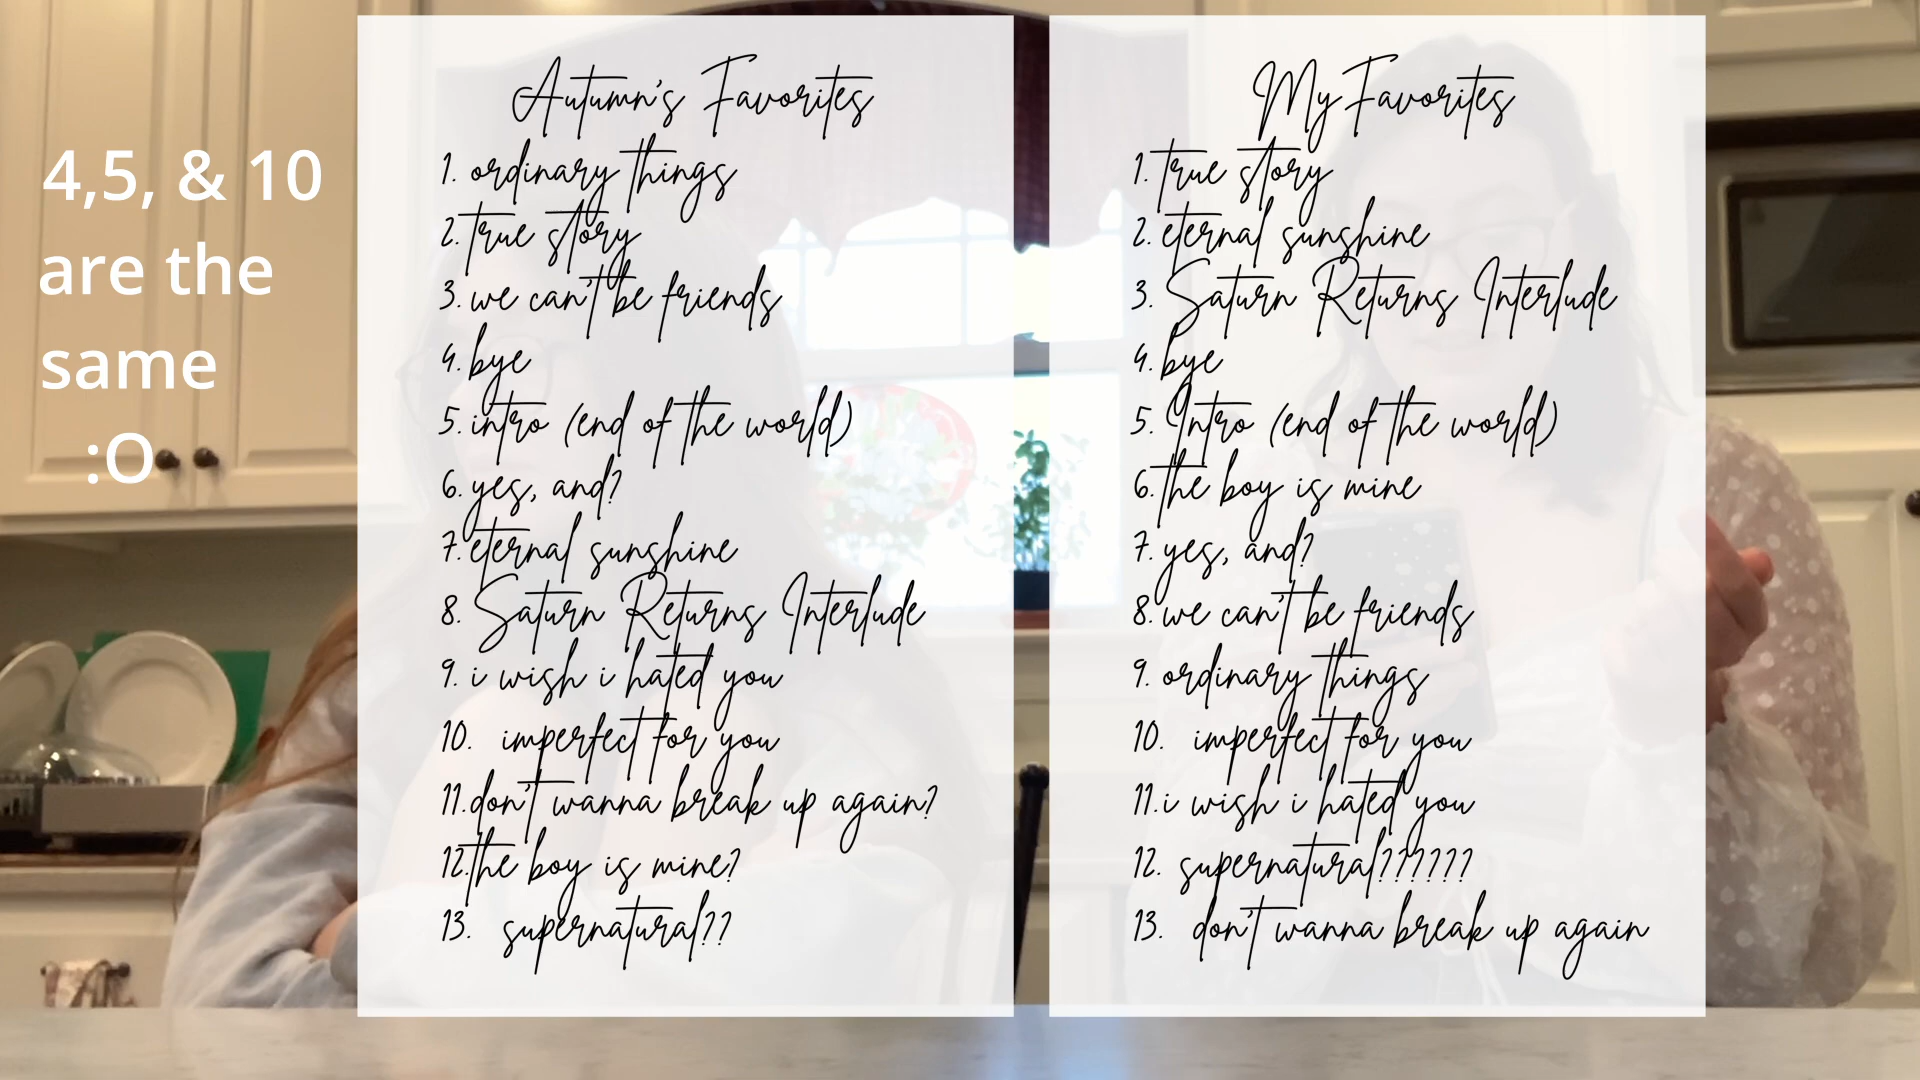 4,5, & 10
are the
same
:O
Autumn's Favorites
1. ordinary things
2. true story
3. we can't be friends
4. bye
5. intro (end of the world)
6. yes, and?
7. eternal sunshine
8. Saturn Returns Interlude
9. i wish i hated you
10. imperfect for you
11. don't wanna break up again?
12. the boy is mine?
13. supernatural??
My Favorites
1. true story
2. eternal sunshine
3. Saturn Returns Interlude
4. bye
5. Intro (end of the world)
6. the boy is mine
7. yes, and?
8. we can't be friends
9. ordinary things
10. imperfect for you
11. i wish i hated you
12. supernatural??????
13. don't wanna break up again